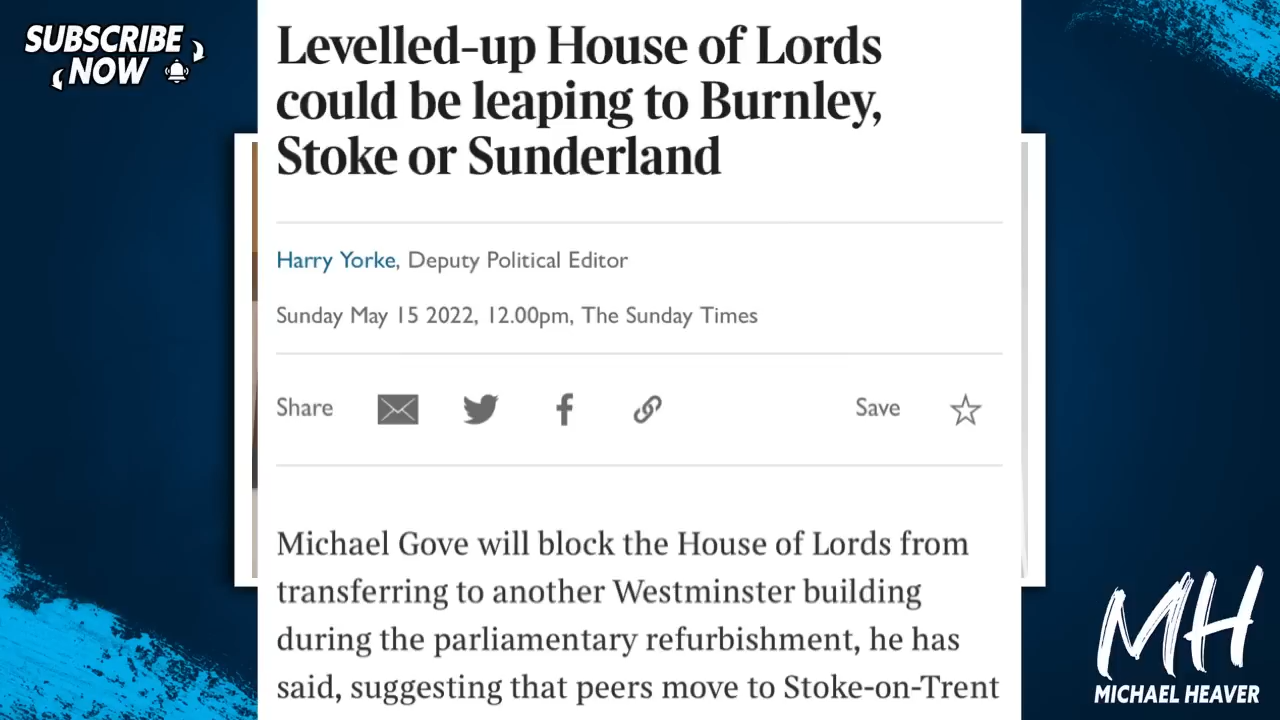 SUBSCRIBE
NOW
Levelled-up House of Lords
could be leaping to Burnley,
Stoke or Sunderland
Harry Yorke, Deputy Political Editor
Sunday May 15 2022, 12.00pm, The Sunday Times
Share
Save
Michael Gove will block the House of Lords from
transferring to another Westminster building
during the parliamentary refurbishment, he has
said, suggesting that peers move to Stoke-on-Trent
MH
MICHAEL HEAVER